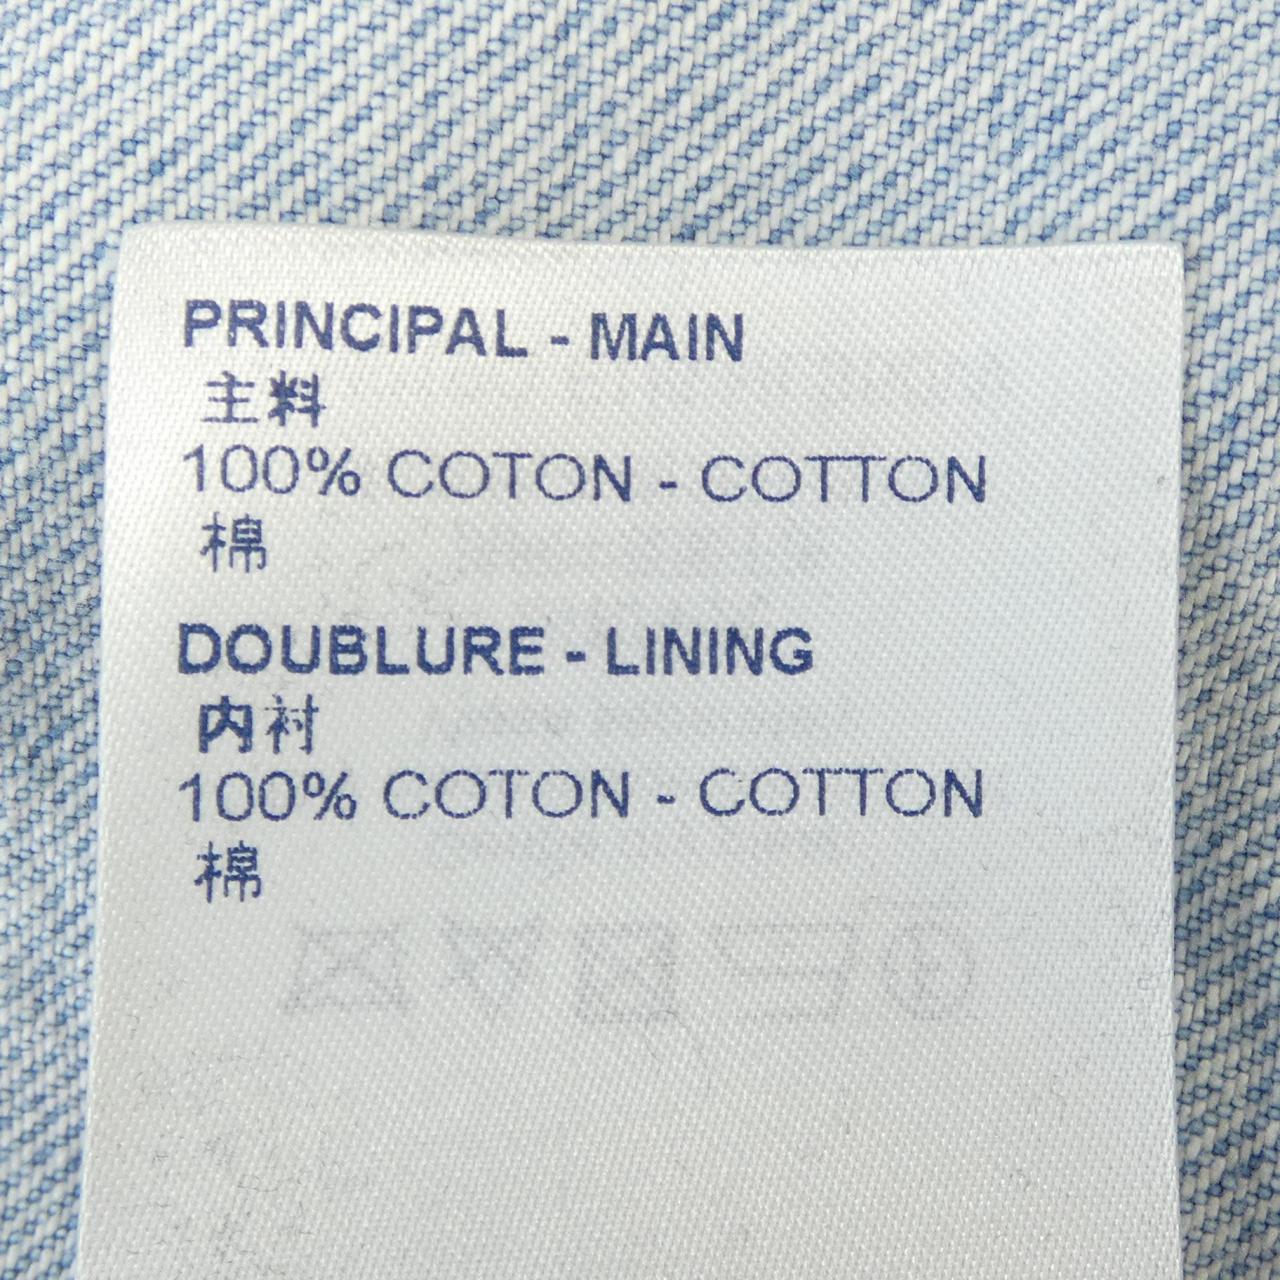 PRINCIPAL - MAIN
主料
100% COTON - COTTON
棉
DOUBLURE - LINING
内衬
100% COTON - COTTON
棉